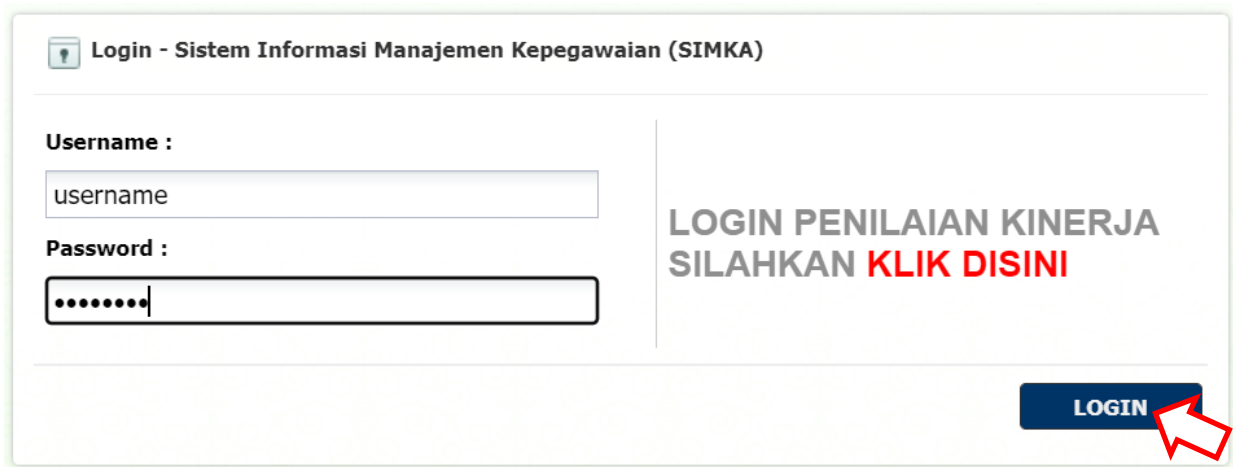 Login - Sistem Informasi Manajemen Kepegawaian (SIMKA)
Username :
username
Password :
••••••••
LOGIN PENILAIAN KINERJA
SILAHKAN KLIK DISINI
LOGIN